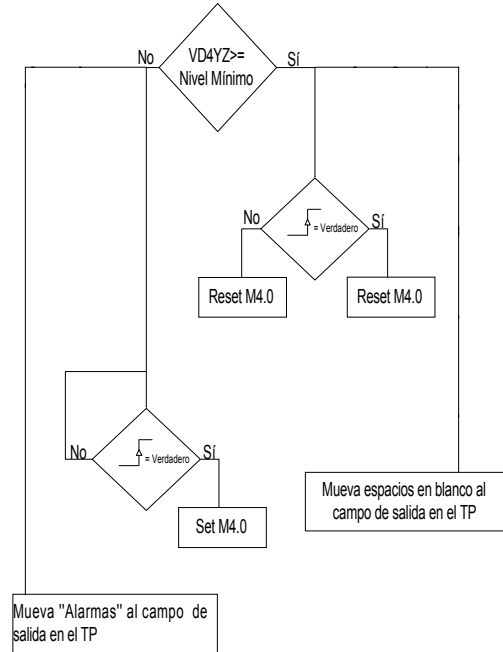 VD4YZ>=
Nivel Mínimo
No
Sí
No
Sí
= Verdadero
Reset M4.0
Reset M4.0
No
Sí
= Verdadero
Set M4.0
Mueva espacios en blanco al
campo de salida en el TP
Mueva "Alarmas" al campo de
salida en el TP